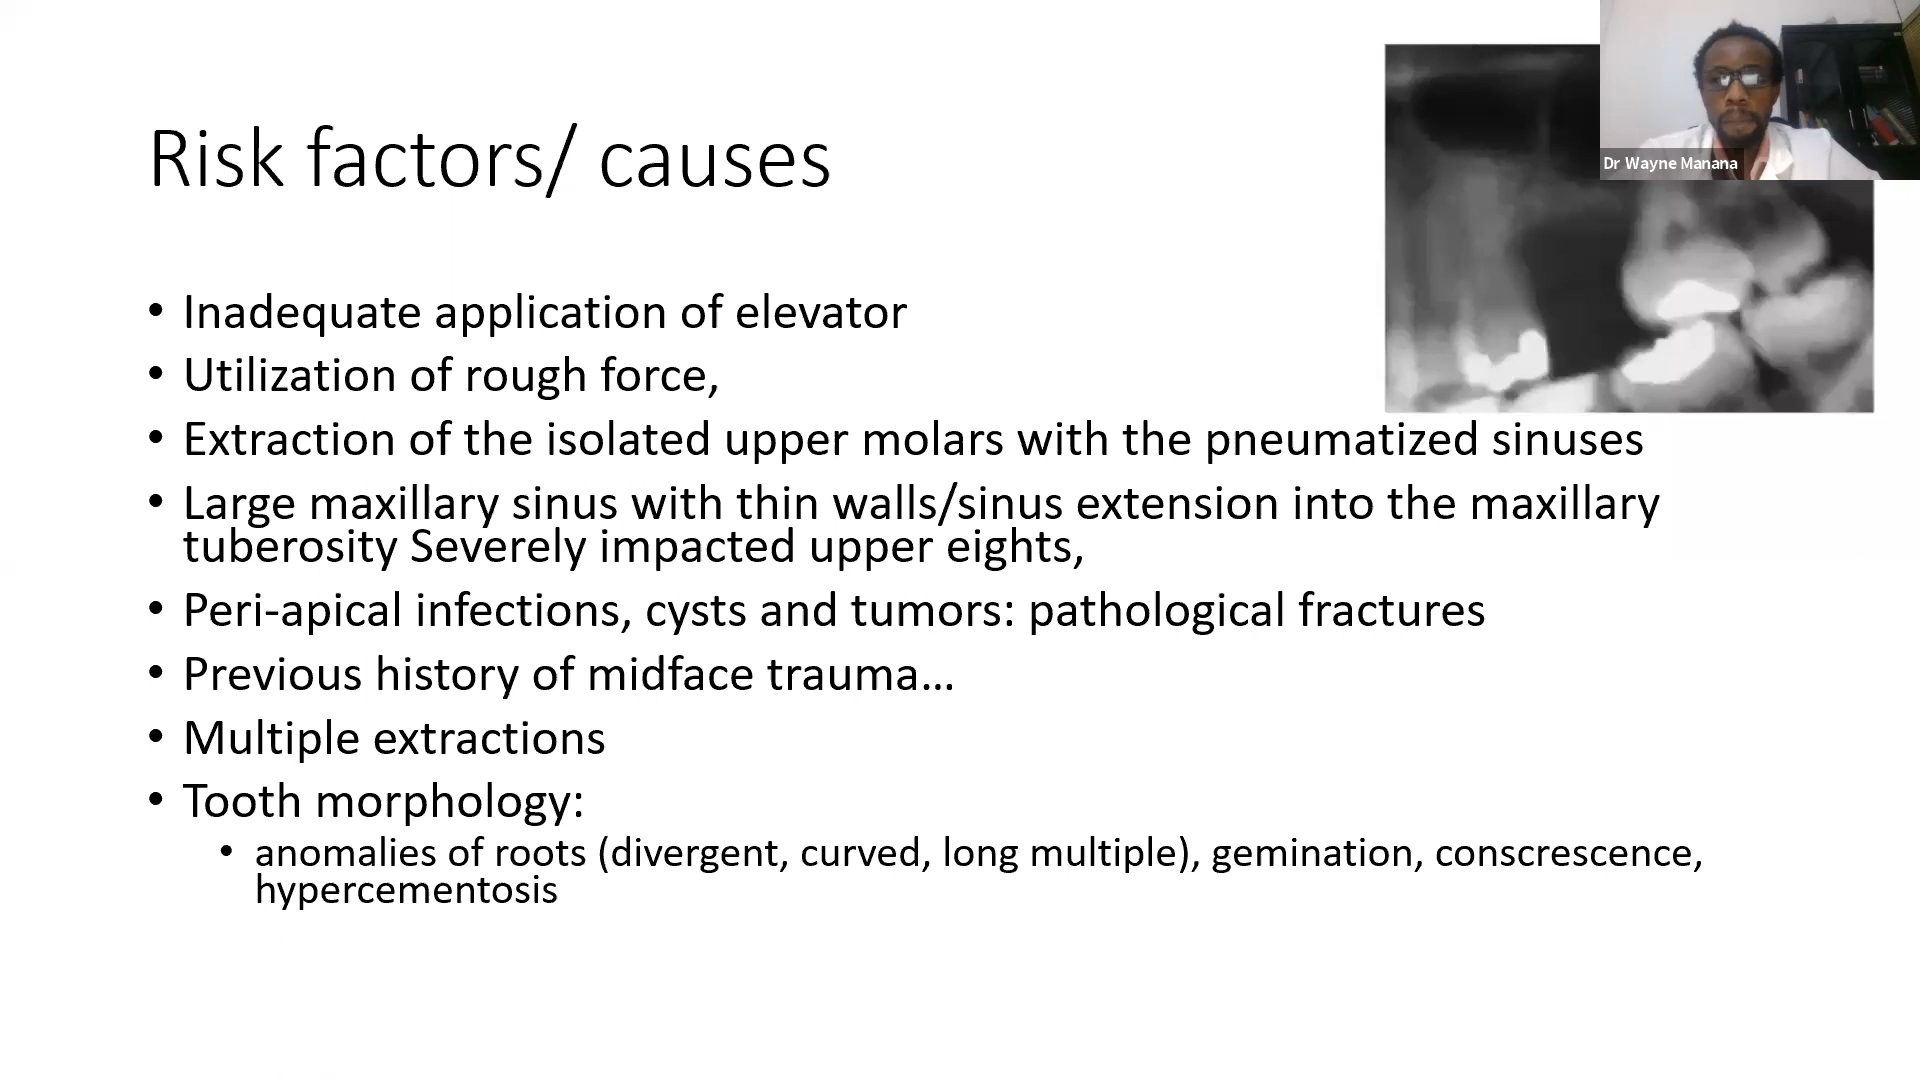 Risk factors/ causes
Dr Wayne Manana
• Inadequate application of elevator
• Utilization of rough force,
• Extraction of the isolated upper molars with the pneumatized sinuses
• Large maxillary sinus with thin walls/sinus extension into the maxillary
tuberosity Severely impacted upper eights,
• Peri-apical infections, cysts and tumors: pathological fractures
• Previous history of midface trauma…
• Multiple extractions
• Tooth morphology:
• anomalies of roots (divergent, curved, long multiple), gemination, conscrescence,
hypercementosis